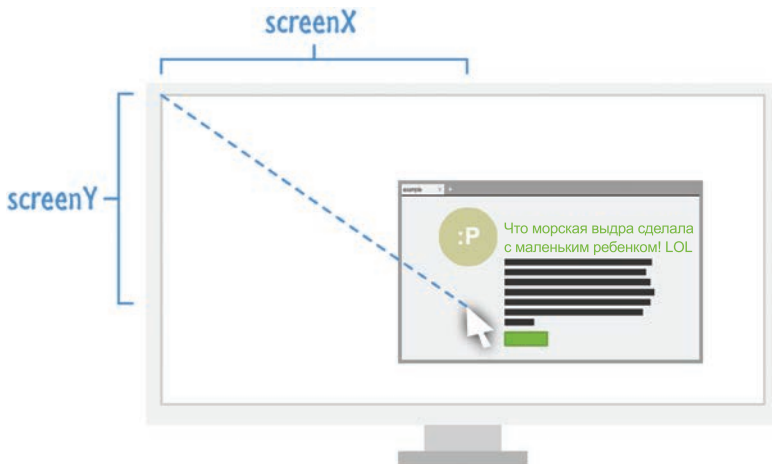 screenX
screenY
example x +
:P
Что морская выдра сделала
с маленьким ребенком! LOL